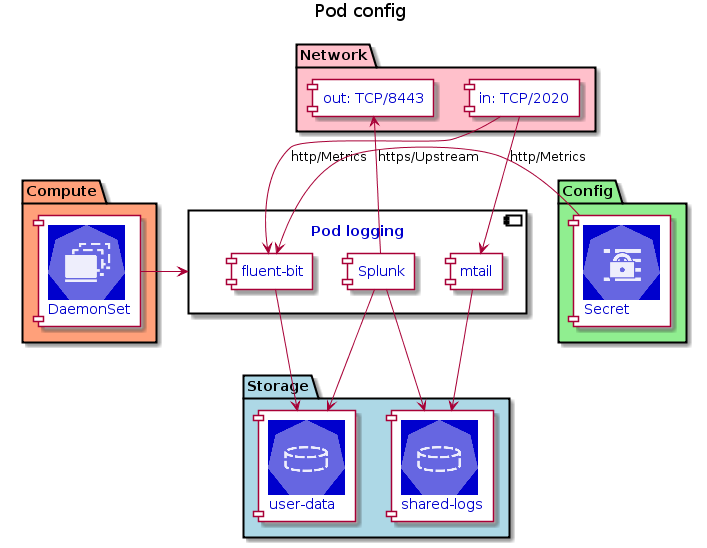 Pod config
Network
out: TCP/8443
in: TCP/2020
http/Metrics
https/Upstream
http/Metrics
Compute
DaemonSet
Pod logging
fluent-bit
Splunk
mtail
Config
Secret
Storage
user-data
shared-logs